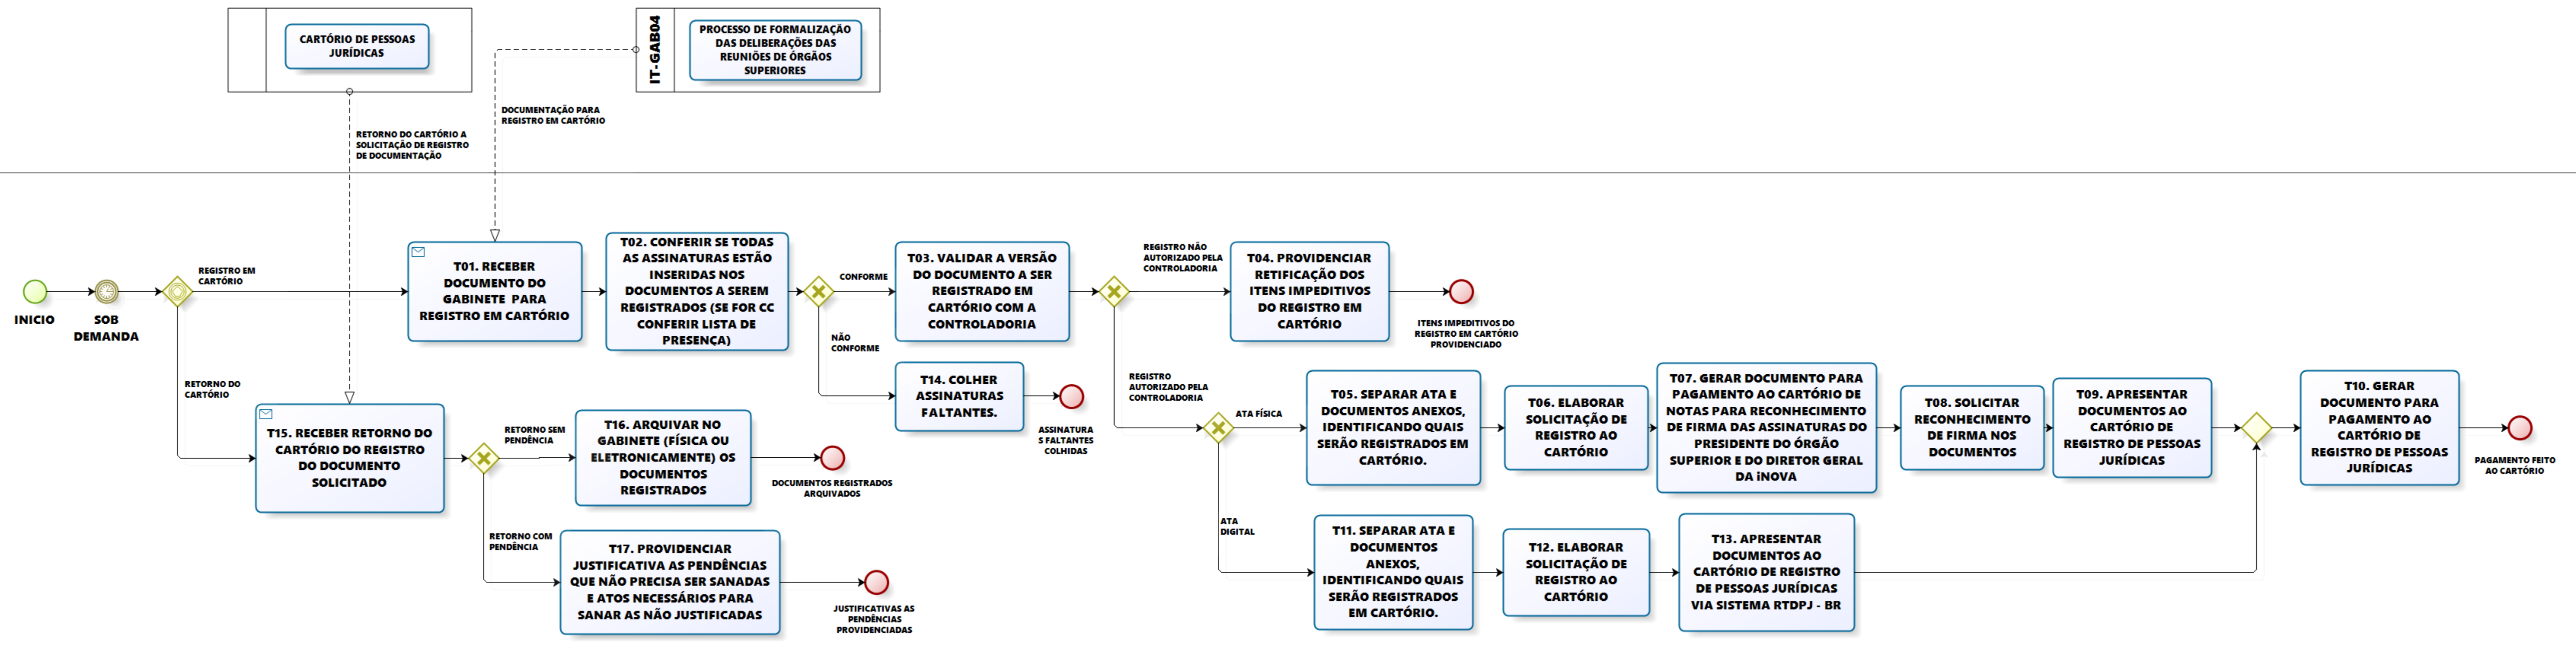 CARTÓRIO DE PESSOAS
JURÍDICAS
IT-GAB04
PROCESSO DE FORMALIZAÇÃO
DAS DELIBERAÇÕES DAS
REUNIÕES DE ÓRGÃOS
SUPERIORES
RETORNO DO CARTÓRIO A
SOLICITAÇÃO DE REGISTRO
DE DOCUMENTAÇÃO
DOCUMENTAÇÃO PARA
REGISTRO EM CARTÓRIO
INICIO
SOB
DEMANDA
REGISTRO EM
CARTÓRIO
RETORNO DO
CARTÓRIO
T01. RECEBER
DOCUMENTO DO
GABINETE PARA
REGISTRO EM CARTÓRIO
T02. CONFERIR SE TODAS
AS ASSINATURAS ESTÃO
INSERIDAS NOS
DOCUMENTOS A SEREM
REGISTRADOS (SE FOR CC
CONFERIR LISTA DE
PRESENÇA)
CONFORME
NÃO
CONFORME
T03. VALIDAR A VERSÃO
DO DOCUMENTO A SER
REGISTRADO EM
CARTÓRIO COM A
CONTROLADORIA
REGISTRO NÃO
AUTORIZADO PELA
CONTROLADORIA
T04. PROVIDENCIAR
RETIFICAÇÃO DOS
ITENS IMPEDITIVOS
DO REGISTRO EM
CARTÓRIO
ITENS IMPEDITIVOS DO
REGISTRO EM CARTÓRIO
PROVIDENCIADO
T14. COLHER
ASSINATURAS
FALTANTES.
ASSINATURA
S FALTANTES
COLHIDAS
REGISTRO
AUTORIZADO PELA
CONTROLADORIA
ATA FÍSICA
T05. SEPARAR ATA E
DOCUMENTOS ANEXOS,
IDENTIFICANDO QUAIS
SERÃO REGISTRADOS EM
CARTÓRIO.
T06. ELABORAR
SOLICITAÇÃO DE
REGISTRO AO
CARTÓRIO
T07. GERAR DOCUMENTO PARA
PAGAMENTO AO CARTÓRIO DE
NOTAS PARA RECONHECIMENTO
DE FIRMA DAS ASSINATURAS DO
PRESIDENTE DO ÓRGÃO
SUPERIOR E DO DIRETOR GERAL
DA iNOVA
T08. SOLICITAR
RECONHECIMENTO
DE FIRMA NOS
DOCUMENTOS
T09. APRESENTAR
DOCUMENTOS AO
CARTÓRIO DE
REGISTRO DE PESSOAS
JURÍDICAS
T10. GERAR
DOCUMENTO PARA
PAGAMENTO AO
CARTÓRIO DE
REGISTRO DE PESSOAS
JURÍDICAS
PAGAMENTO FEITO
AO CARTÓRIO
T15. RECEBER RETORNO DO
CARTÓRIO DO REGISTRO
DO DOCUMENTO
SOLICITADO
RETORNO SEM
PENDÊNCIA
T16. ARQUIVAR NO
GABINETE (FÍSICA OU
ELETRONICAMENTE) OS
DOCUMENTOS
REGISTRADOS
DOCUMENTOS REGISTRADOS
ARQUIVADOS
RETORNO COM
PENDÊNCIA
T17. PROVIDENCIAR
JUSTIFICATIVA AS PENDÊNCIAS
QUE NÃO PRECISA SER SANADAS
E ATOS NECESSÁRIOS PARA
SANAR AS NÃO JUSTIFICADAS
JUSTIFICATIVAS AS
PENDÊNCIAS
PROVIDENCIADAS
ATA
DIGITAL
T11. SEPARAR ATA E
DOCUMENTOS
ANEXOS,
IDENTIFICANDO QUAIS
SERÃO REGISTRADOS
EM CARTÓRIO.
T12. ELABORAR
SOLICITAÇÃO DE
REGISTRO AO
CARTÓRIO
T13. APRESENTAR
DOCUMENTOS AO
CARTÓRIO DE REGISTRO
DE PESSOAS JURÍDICAS
VIA SISTEMA RTDPJ - BR